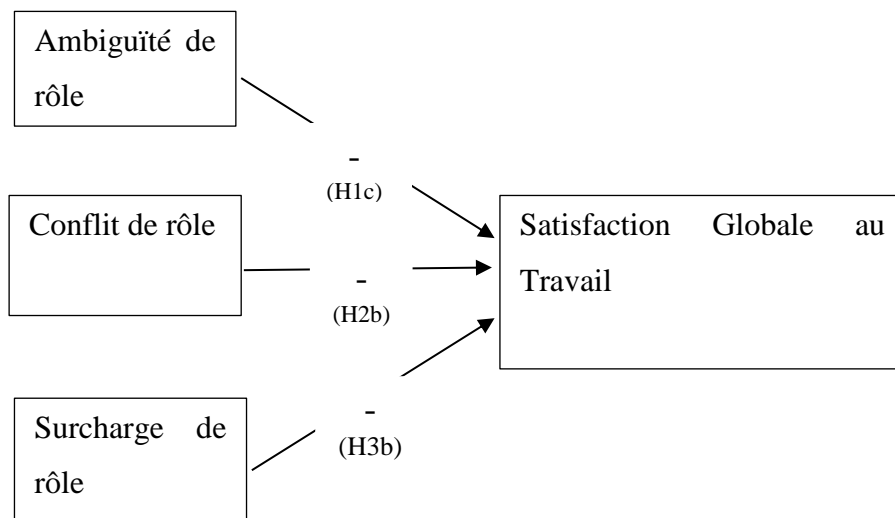 Ambiguïté de
rôle
-
(H1c)
Conflit de rôle
-
(H2b)
Satisfaction Globale au
Travail
Surcharge de
rôle
-
(H3b)